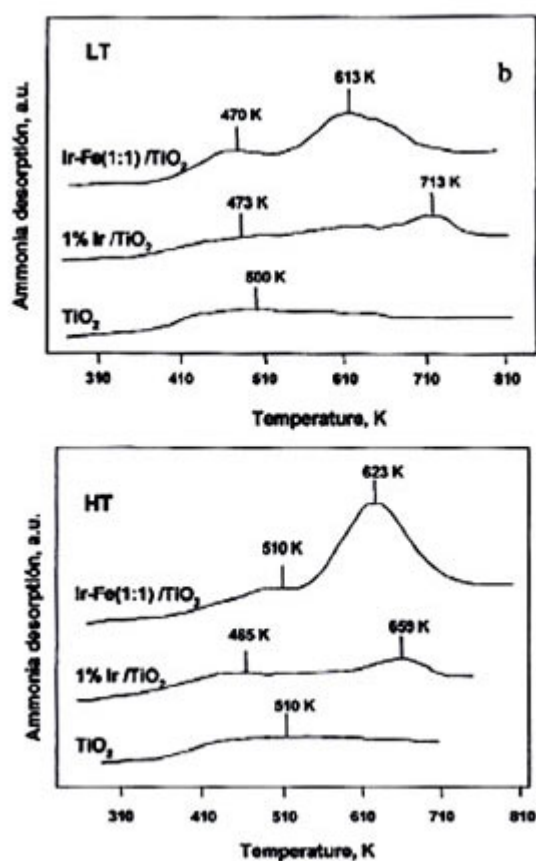 LT
b
613 K
470 K
Ir-Fe(1:1) /TiO2
473 K
713 K
1% Ir /TiO2
500 K
TiO2
Ammonia desorptión, a.u.
310 410 510 610 710 810
Temperature, K
HT
623 K
510 K
Ir-Fe(1:1) /TiO2
465 K
659 K
1% Ir /TiO2
510 K
TiO2
Ammonia desorptión, a.u.
310 410 510 610 710 810
Temperature, K